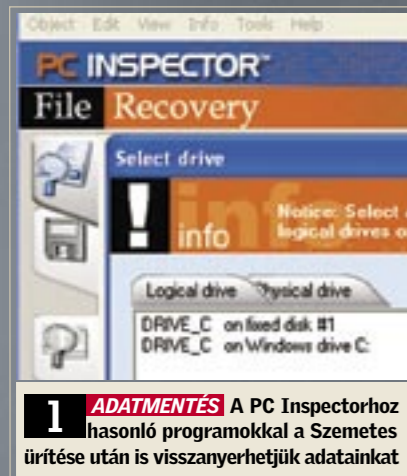 Object Edit View Info Tools Help
PC INSPECTOR™
File Recovery
Select drive
! info
Notice: Select a
logical drives o
Logical drive Physical drive
DRIVE_C on fixed disk #1
DRIVE_C on Windows drive C:
1 ADATMENTÉS A PC Inspectorhoz
hasonló programokkal a Szemetes
ürítése után is visszanyerhetjük adatainkat